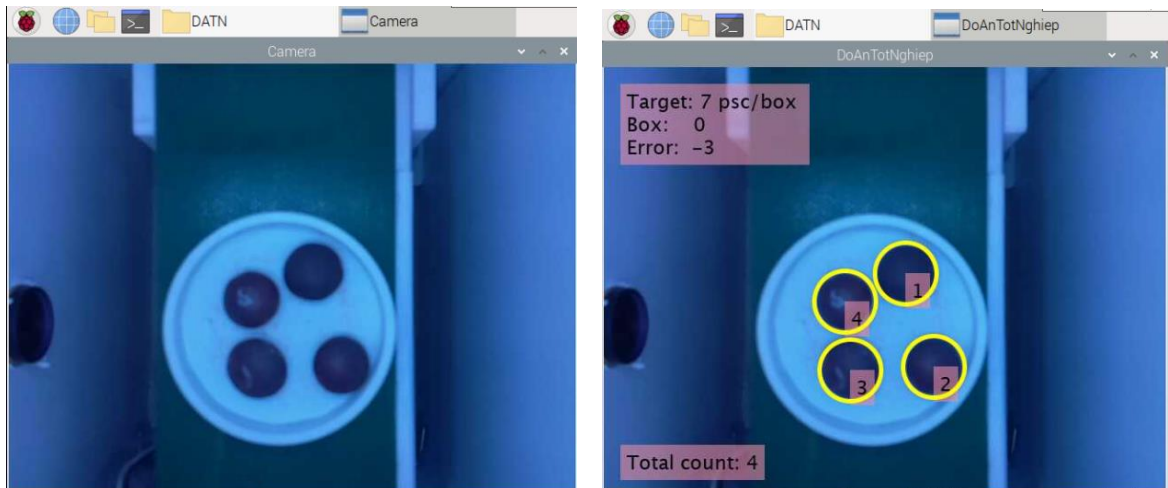 DATN
Camera
Camera
DATN
DoAnTotNghiep
DoAnTotNghiep
Target: 7 psc/box
Box: 0
Error: -3
1
4
3
2
Total count: 4